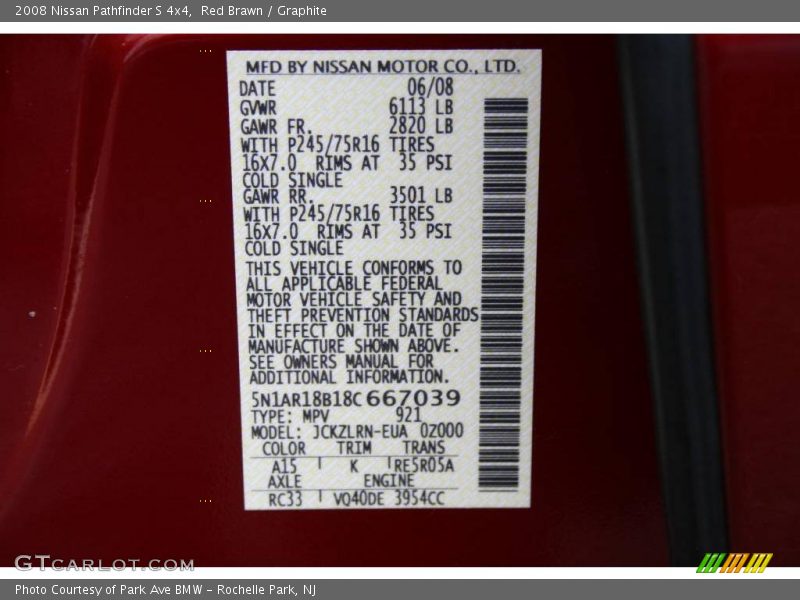 2008 Nissan Pathfinder S 4x4, Red Brawn / Graphite
MFD BY NISSAN MOTOR CO., LTD.
DATE 06/08
GVWR 6113 LB
GAWR FR. 2820 LB
WITH P245/75R16 TIRES
16X7.0 RIMS AT 35 PSI
COLD SINGLE
GAWR RR. 3501 LB
WITH P245/75R16 TIRES
16X7.0 RIMS AT 35 PSI
COLD SINGLE
THIS VEHICLE CONFORMS TO
ALL APPLICABLE FEDERAL
MOTOR VEHICLE SAFETY AND
THEFT PREVENTION STANDARDS
IN EFFECT ON THE DATE OF
MANUFACTURE SHOWN ABOVE.
SEE OWNERS MANUAL FOR
ADDITIONAL INFORMATION.
5N1AR18B18C667039
TYPE: MPV 921
MODEL: JCKZLRN-EUA 0Z000
COLOR TRIM TRANS
A15 K RE5R05A
AXLE ENGINE
RC33 VQ40DE 3954CC
GTCARLOT.COM
Photo Courtesy of Park Ave BMW - Rochelle Park, NJ